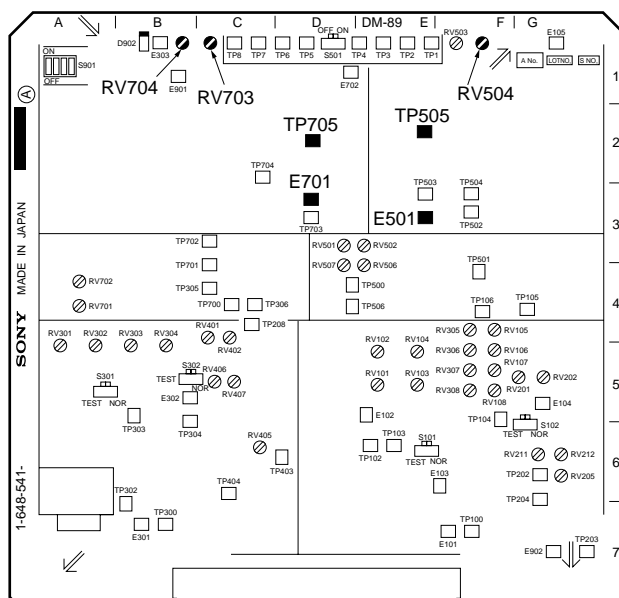 A B C D DM-89 E F G
D902
E303
RV704
RV703
TP8
TP7
TP6
TP5
OFF ON
S501
TP4
TP3
TP2
TP1
RV503
RV504
E105
A No.
LOTNO.
S NO.
ON
S901
OFF
E901
E702
1
A
TP705
TP505
2
TP704
E701
TP703
TP503
TP504
E501
TP502
3
TP702
TP701
TP305
TP700
TP306
TP208
RV702
RV701
RV501
RV502
RV507
RV506
TP500
TP506
TP501
TP106
TP105
4
MADE IN JAPAN
SONY
1-648-541-
RV301
RV302
RV303
RV304
RV401
RV402
S301
TEST NOR
S302
TEST
NOR
RV406
RV407
E302
TP303
TP304
RV405
TP403
RV102
RV104
RV101
RV103
RV305
RV105
RV306
RV106
RV307
RV107
RV308
RV108
RV201
RV202
E104
5
E102
TP104
S102
TEST NOR
TP102
TP103
S101
TEST NOR
E103
RV211
RV212
TP202
RV205
TP204
6
TP302
TP404
E301
TP300
E101
TP100
E902
TP203
7